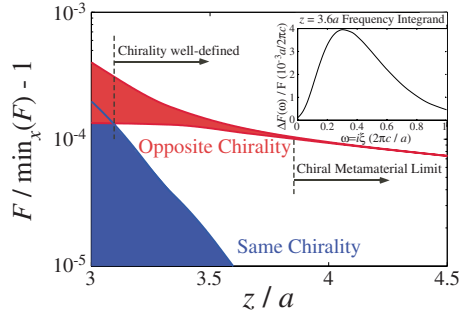 z = 3.6a Frequency Integrand
Chirality well-defined
ΔF(ω) / F (10⁻³a/2πc)
4
3
2
1
0
0 0.2 0.4 0.6 0.8 1
ω=iξ (2πc / a)
F / minₓ(F) - 1
10⁻³
10⁻⁴
10⁻⁵
Opposite Chirality
Chiral Metamaterial Limit
Same Chirality
3 3.5 4 4.5
z / a